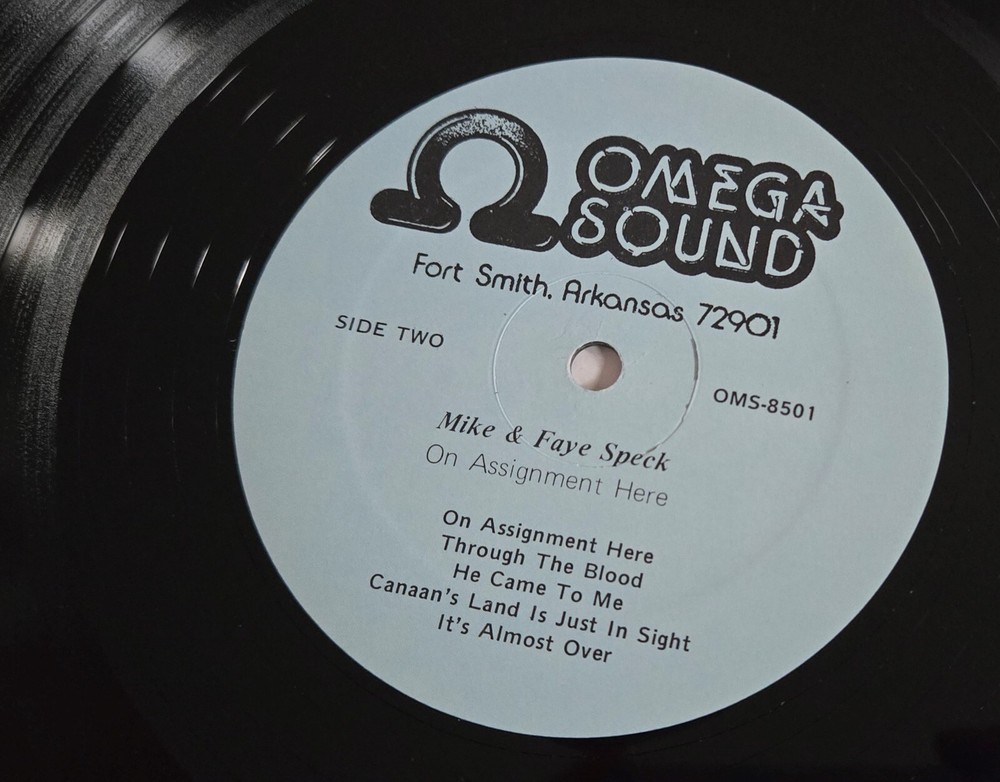 OMEGA
SOUND
Fort Smith, Arkansas 72901
SIDE TWO
OMS-8501
Mike & Faye Speck
On Assignment Here
On Assignment Here
Through The Blood
He Came To Me
Canaan's Land Is Just In Sight
It's Almost Over